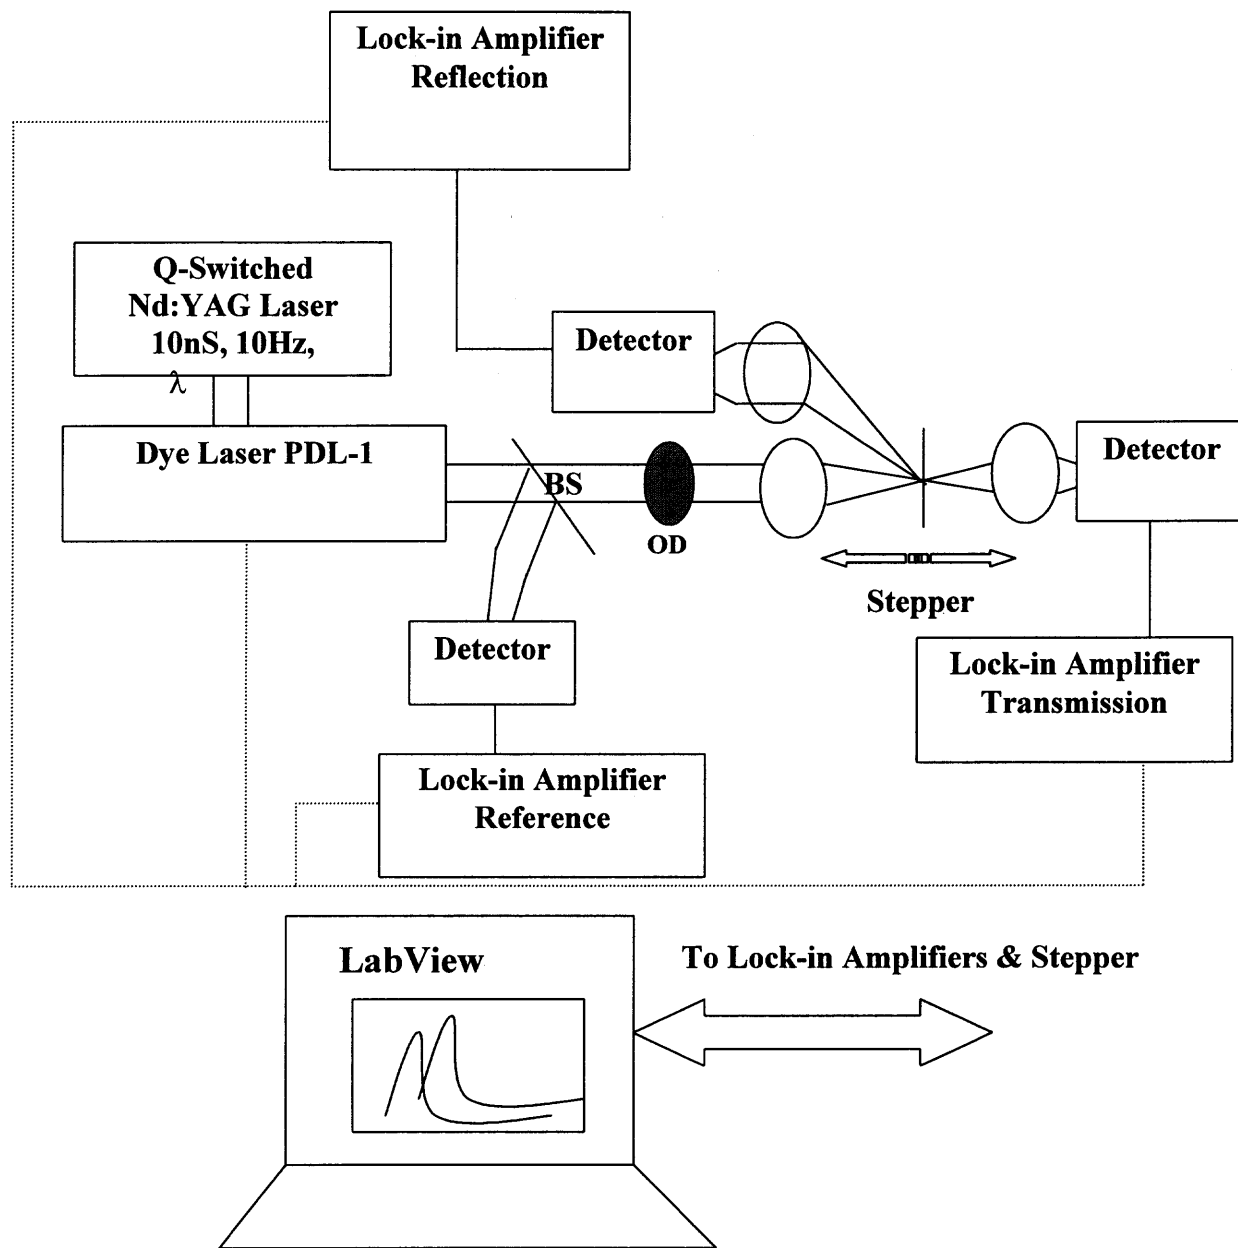 Lock-in Amplifier
Reflection
Q-Switched
Nd:YAG Laser
10nS, 10Hz,
λ
Detector
Dye Laser PDL-1
Detector
BS
OD
Stepper
Detector
Lock-in Amplifier
Transmission
Lock-in Amplifier
Reference
LabView
To Lock-in Amplifiers & Stepper